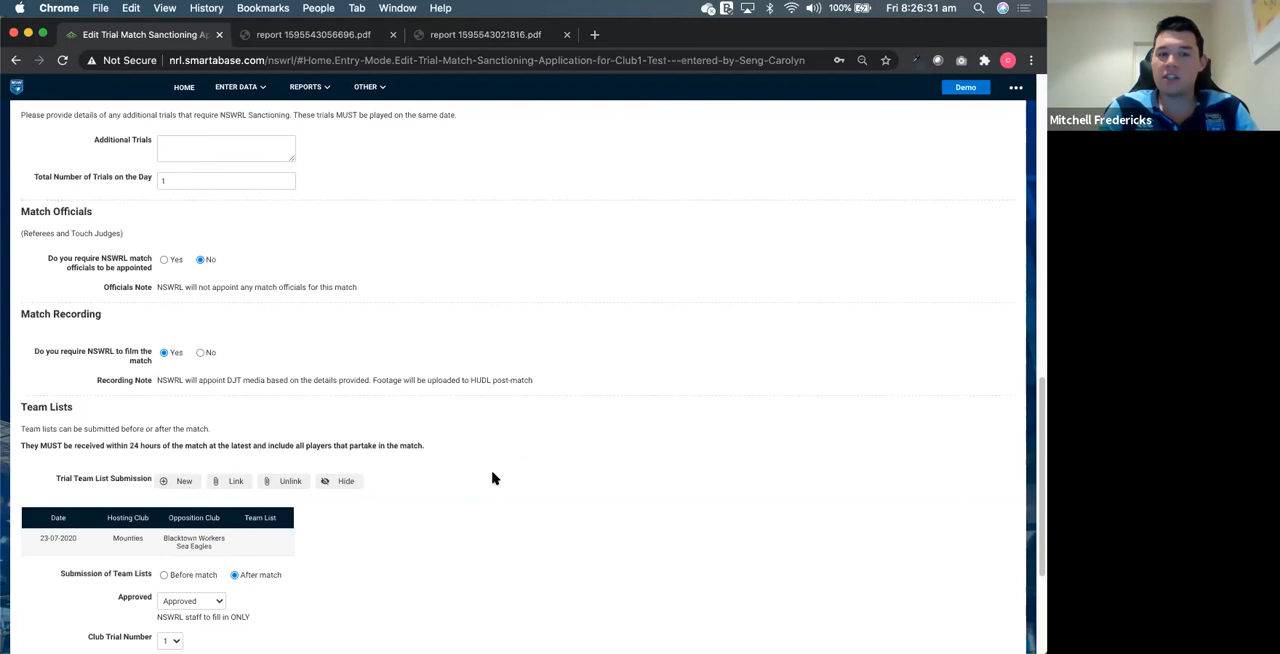 Chrome File Edit View History Bookmarks People Tab Window Help 100% Fri 8:26:31 am
Edit Trial Match Sanctioning Ap × report 1595543056696.pdf × report 1595543021816.pdf × +
Not Secure nrl.smartabase.com/nswrl/#Home.Entry-Mode.Edit-Trial-Match-Sanctioning-Application-for-Club1-Test---entered-by-Seng-Carolyn C
HOME ENTER DATA REPORTS OTHER Demo
Please provide details of any additional trials that require NSWRL Sanctioning. These trials MUST be played on the same date.
Additional Trials
Total Number of Trials on the Day 1
Match Officials
(Referees and Touch Judges)
Do you require NSWRL match
officials to be appointed Yes No
Officials Note NSWRL will not appoint any match officials for this match
Match Recording
Do you require NSWRL to film the
match Yes No
Recording Note NSWRL will appoint DJT media based on the details provided. Footage will be uploaded to HUDL post-match
Team Lists
Team lists can be submitted before or after the match.
They MUST be received within 24 hours of the match at the latest and include all players that partake in the match.
Trial Team List Submission New Link Unlink Hide
Date Hosting Club Opposition Club Team List
23-07-2020 Mounties Blacktown Workers
Sea Eagles
Submission of Team Lists Before match After match
Approved Approved
NSWRL staff to fill in ONLY
Club Trial Number 1
Mitchell Fredericks